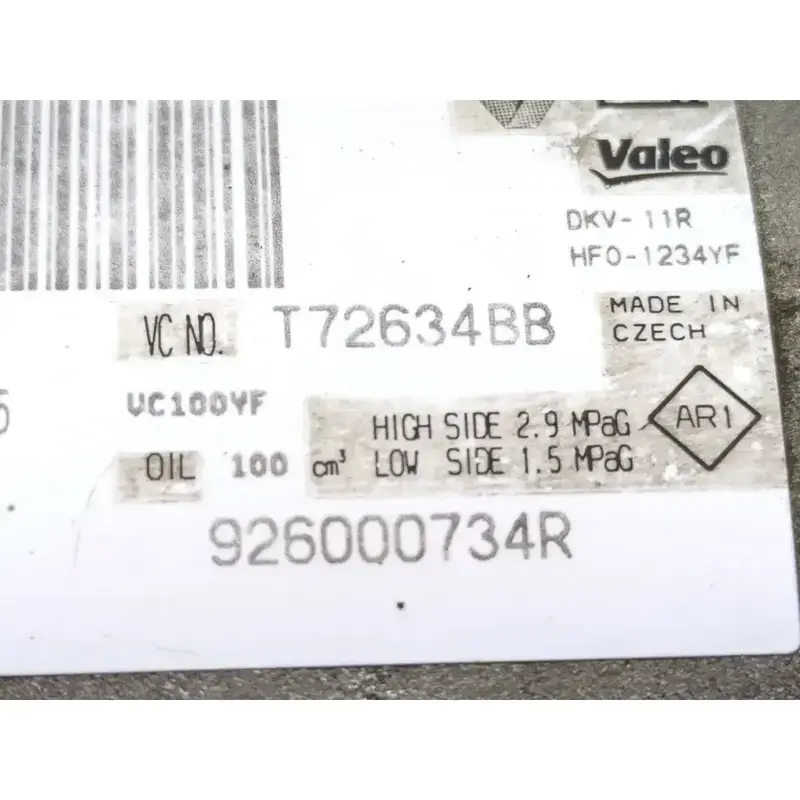 Valeo
DKV-11R
HFO-1234YF
VC NO. T72634BB
MADE IN
CZECH
VC100YF
HIGH SIDE 2.9 MPaG
AR1
OIL 100 cm³ LOW SIDE 1.5 MPaG
926000734R